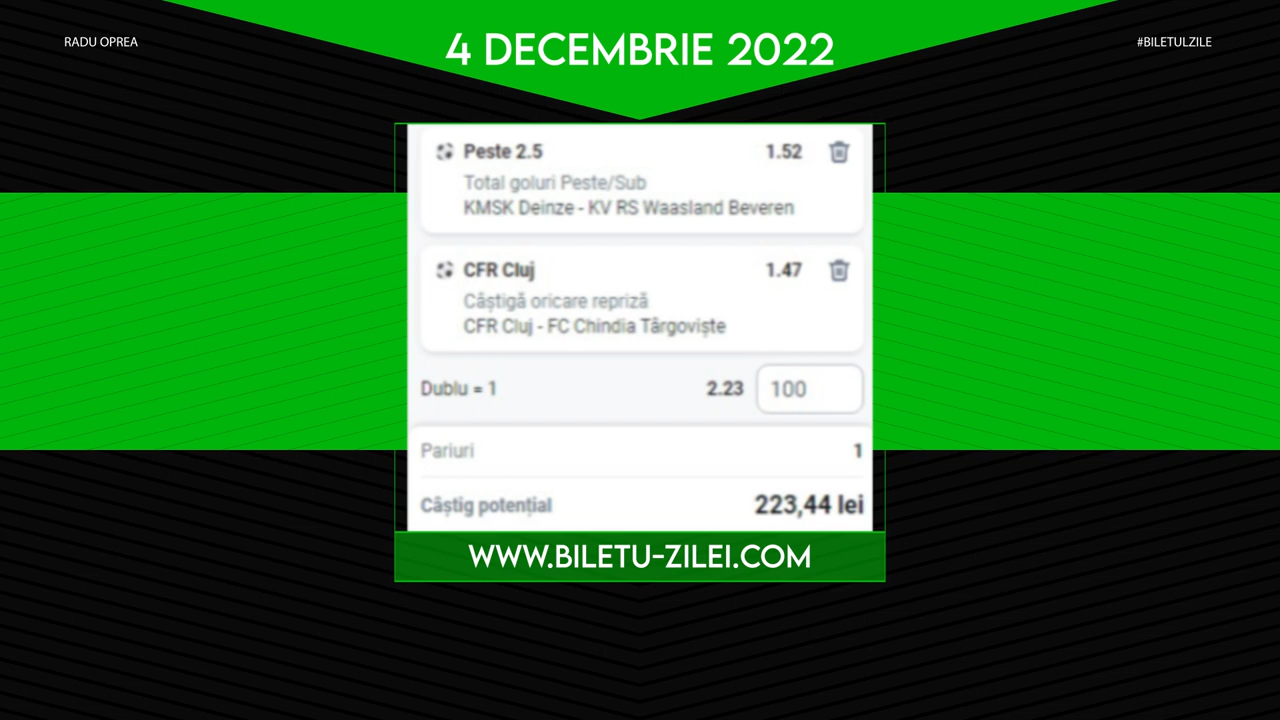 RADU OPREA
4 DECEMBRIE 2022
#BILETULZILE
Peste 2.5 1.52
Total goluri Peste/Sub
KMSK Deinze - KV RS Waasland Beveren
CFR Cluj 1.47
Câștigă oricare repriză
CFR Cluj - FC Chindia Târgoviște
Dublu = 1 2.23 100
Pariuri 1
Câștig potențial 223,44 lei
WWW.BILETU-ZILEI.COM